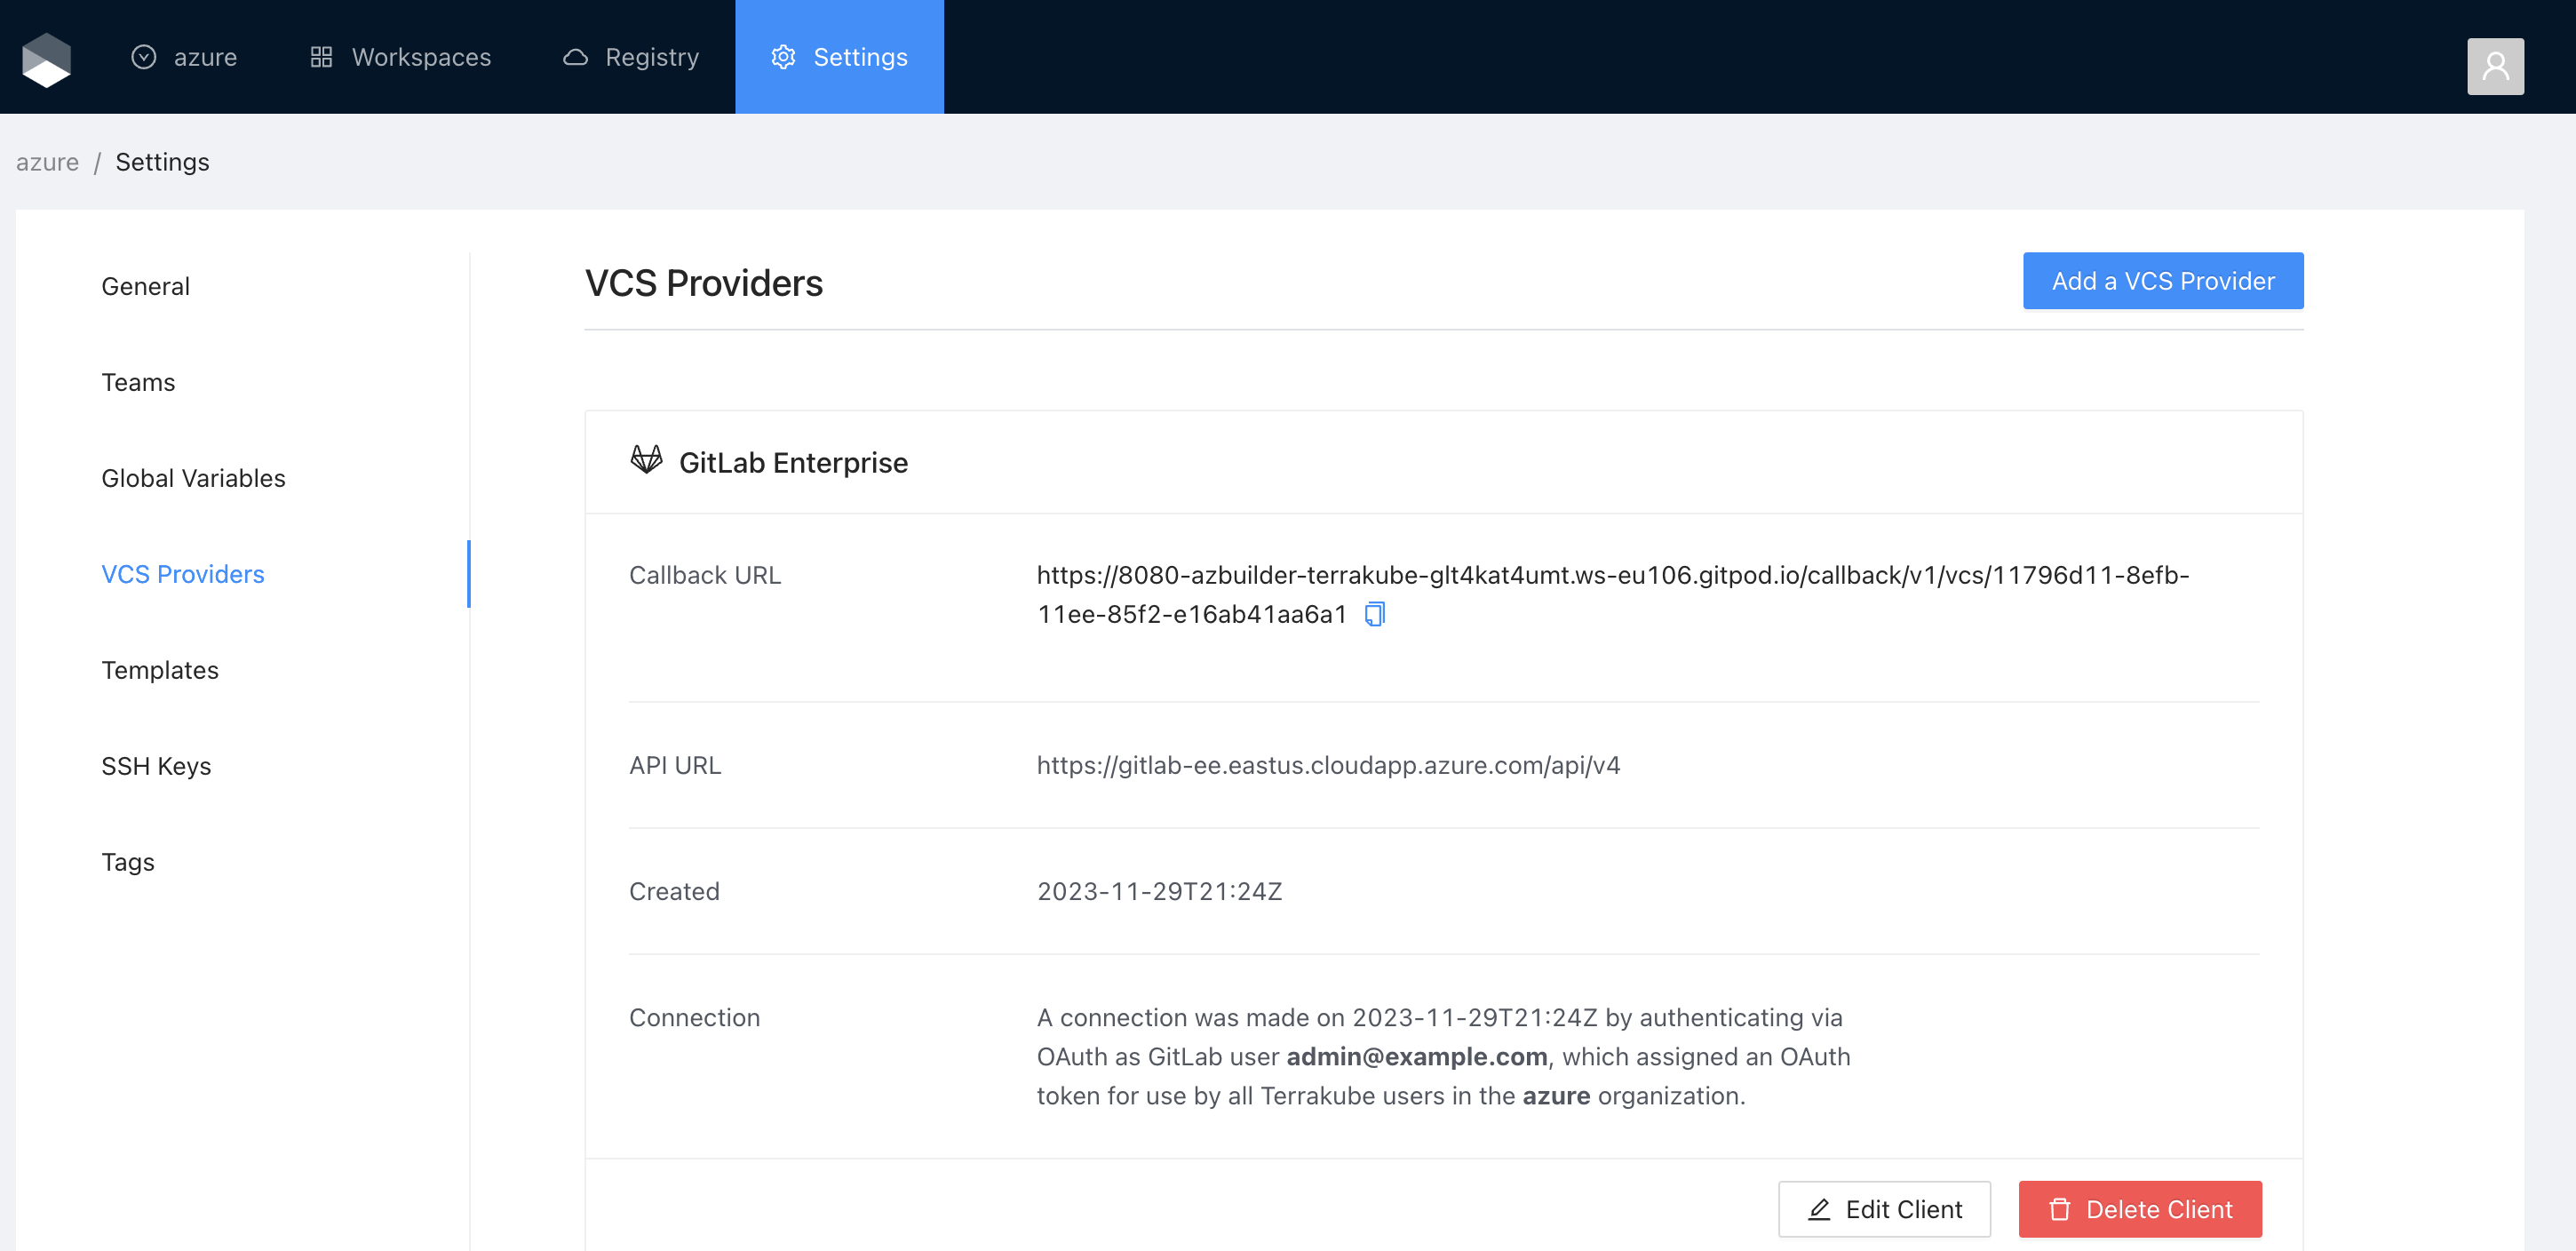 azure
Workspaces
Registry
Settings
azure / Settings
General
Teams
Global Variables
VCS Providers
Templates
SSH Keys
Tags
VCS Providers
Add a VCS Provider
GitLab Enterprise
Callback URL
https://8080-azbuilder-terrakube-glt4kat4umt.ws-eu106.gitpod.io/callback/v1/vcs/11796d11-8efb-
11ee-85f2-e16ab41aa6a1
API URL
https://gitlab-ee.eastus.cloudapp.azure.com/api/v4
Created
2023-11-29T21:24Z
Connection
A connection was made on 2023-11-29T21:24Z by authenticating via
OAuth as GitLab user admin@example.com, which assigned an OAuth
token for use by all Terrakube users in the azure organization.
Edit Client
Delete Client